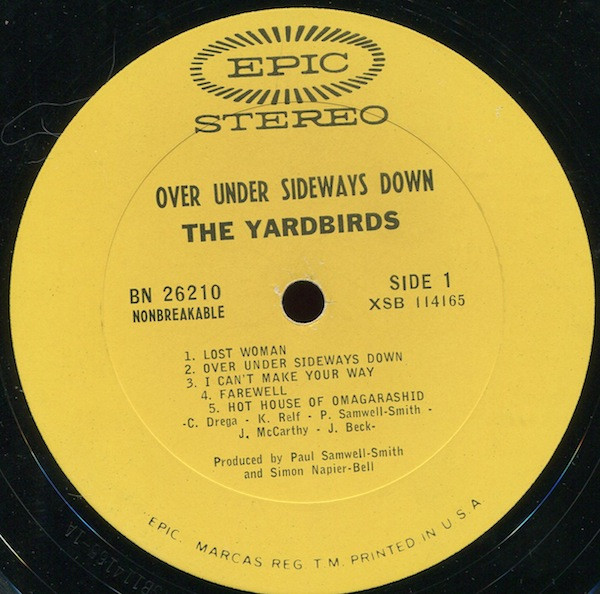 EPIC
STEREO
OVER UNDER SIDEWAYS DOWN
THE YARDBIRDS
BN 26210
NONBREAKABLE
SIDE 1
XSB 114165
1. LOST WOMAN
2. OVER UNDER SIDEWAYS DOWN
3. I CAN'T MAKE YOUR WAY
4. FAREWELL
5. HOT HOUSE OF OMAGARASHID
-C. Drega - K. Relf - P. Samwell-Smith -
J. McCarthy - J. Beck-
Produced by Paul Samwell-Smith
and Simon Napier-Bell
EPIC. MARCAS REG. T.M. PRINTED IN U.S.A